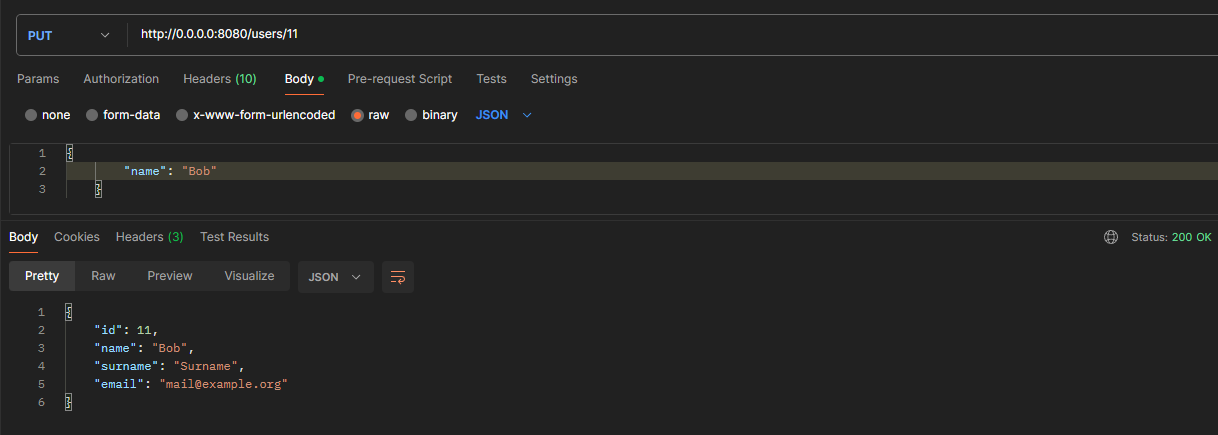 PUT http://0.0.0.0:8080/users/11
Params Authorization Headers (10) Body Pre-request Script Tests Settings
none form-data x-www-form-urlencoded raw binary JSON
1 {
2 "name": "Bob"
3 }
Body Cookies Headers (3) Test Results Status: 200 OK
Pretty Raw Preview Visualize JSON
1 {
2 "id": 11,
3 "name": "Bob",
4 "surname": "Surname",
5 "email": "mail@example.org"
6 }